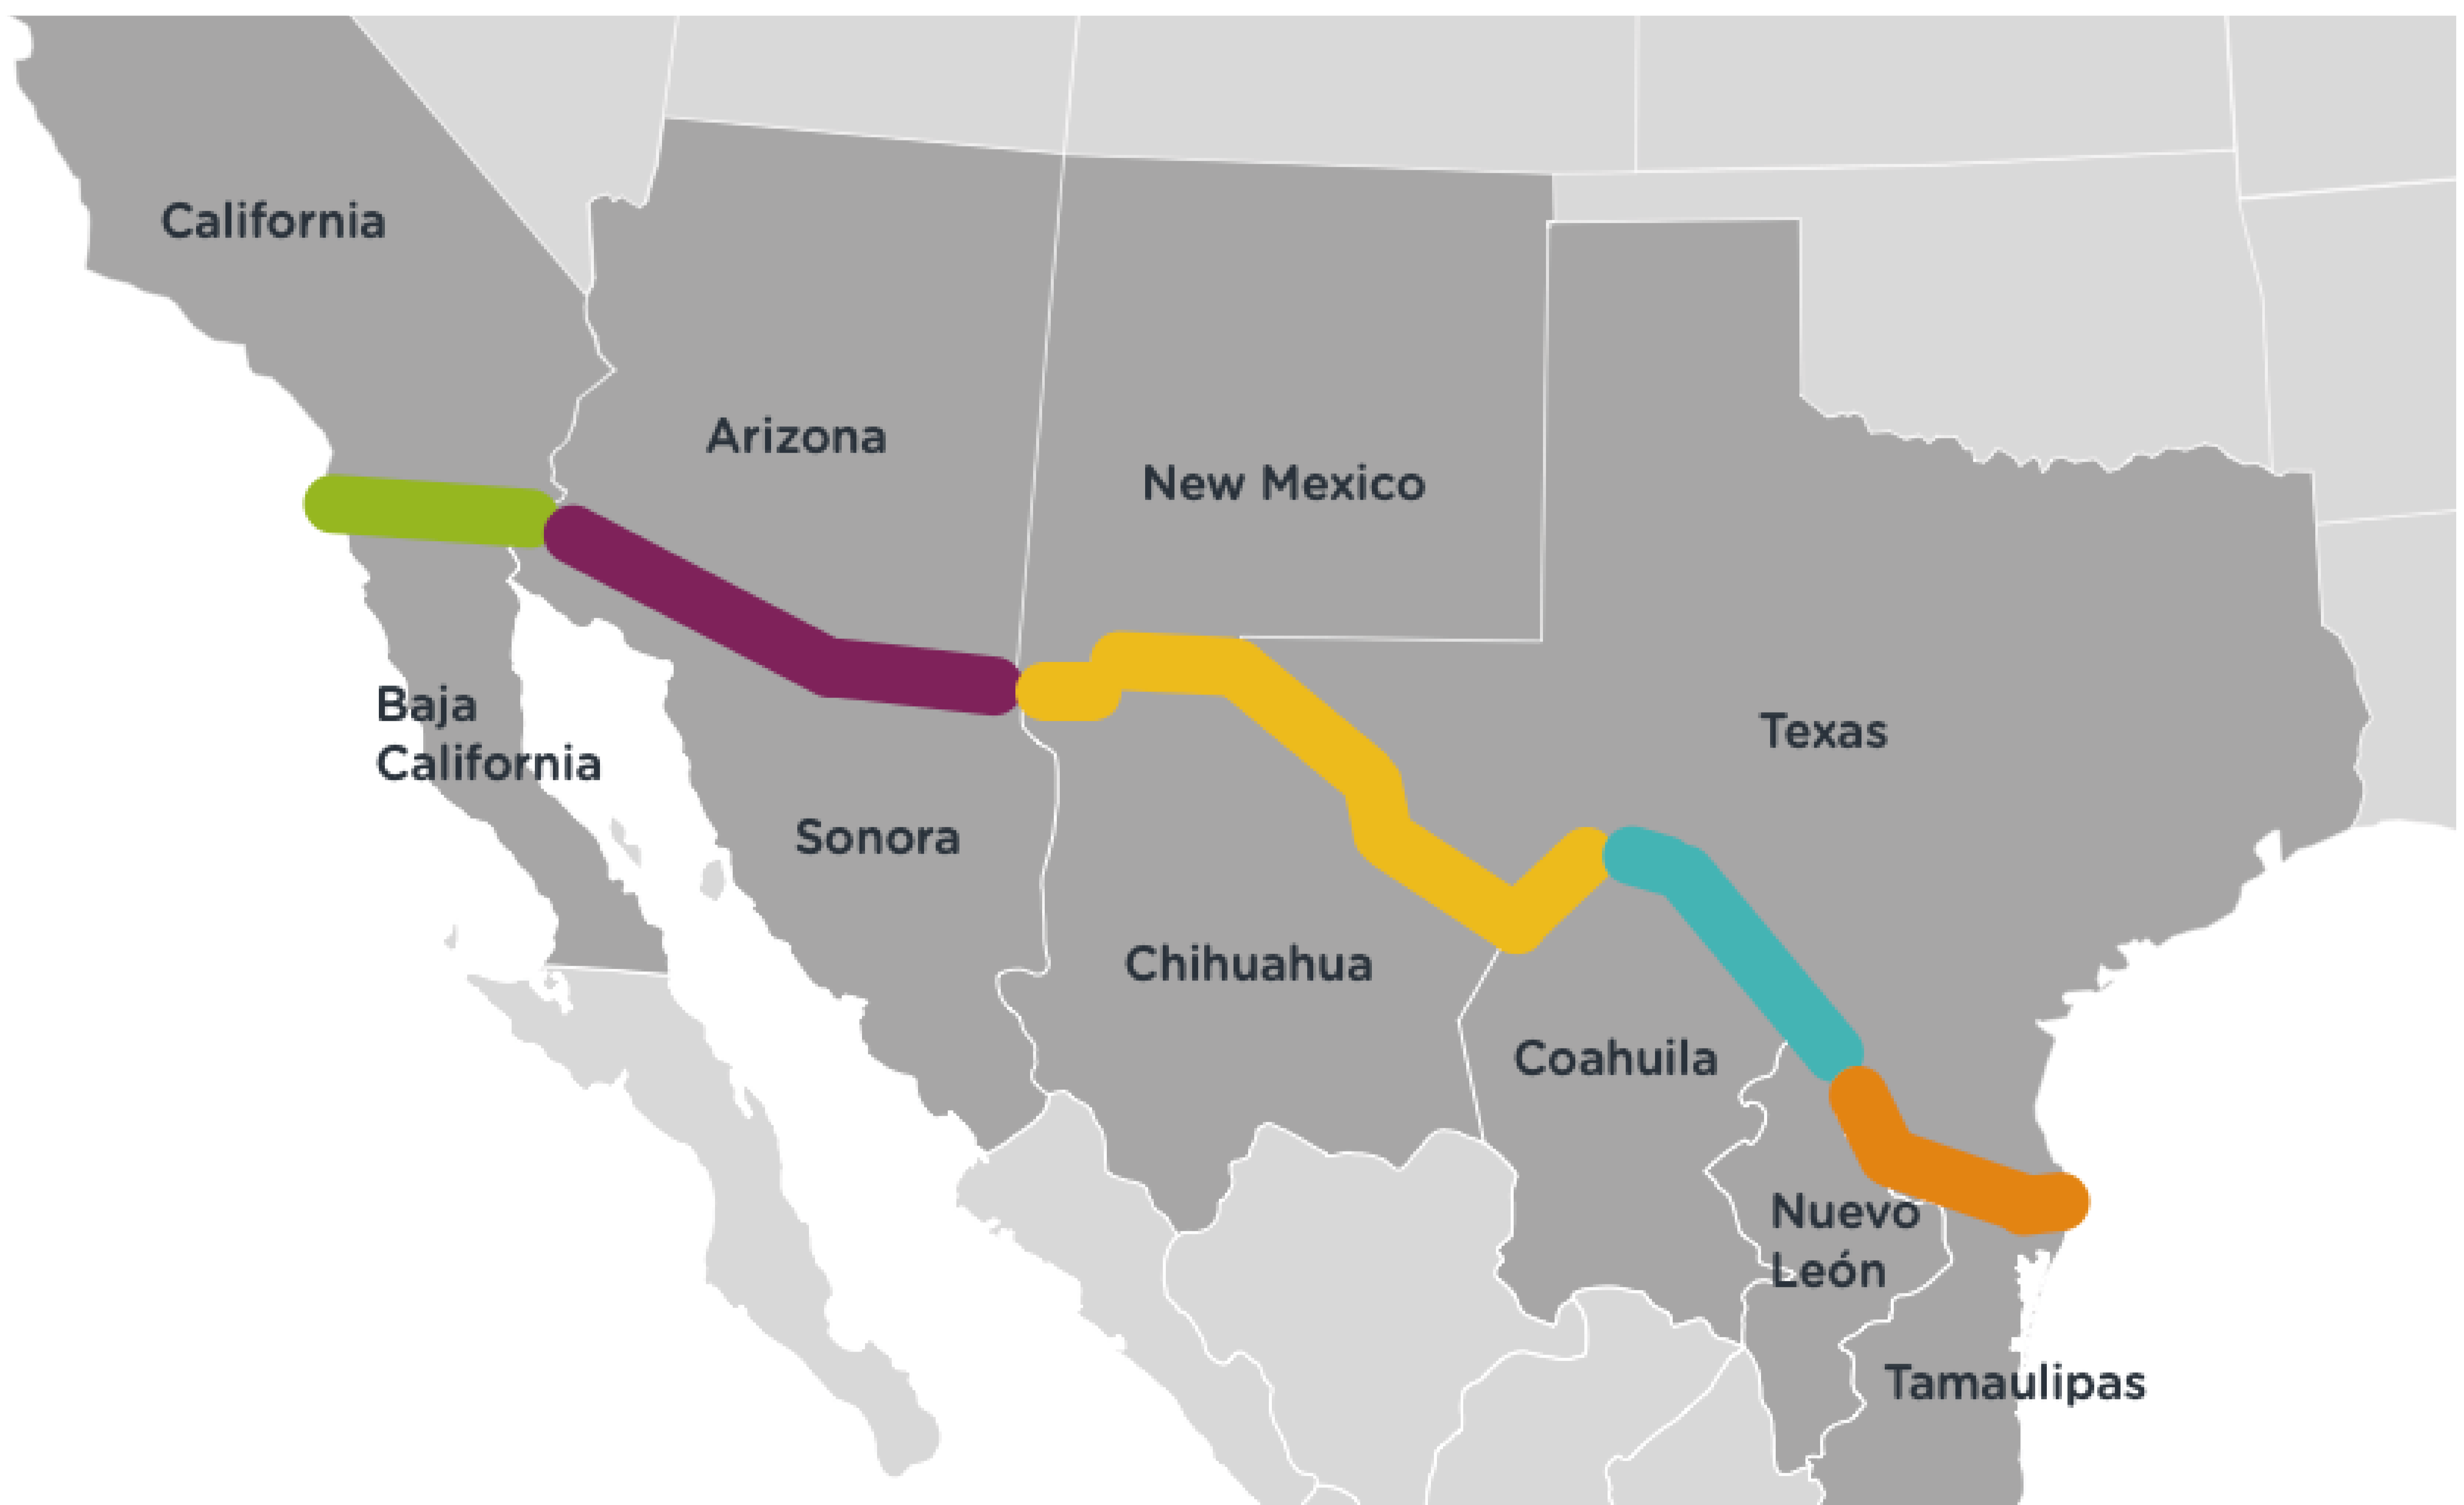 California
Arizona
New Mexico
Baja
California
Texas
Sonora
Chihuahua
Coahuila
Nuevo
León
Tamaulipas